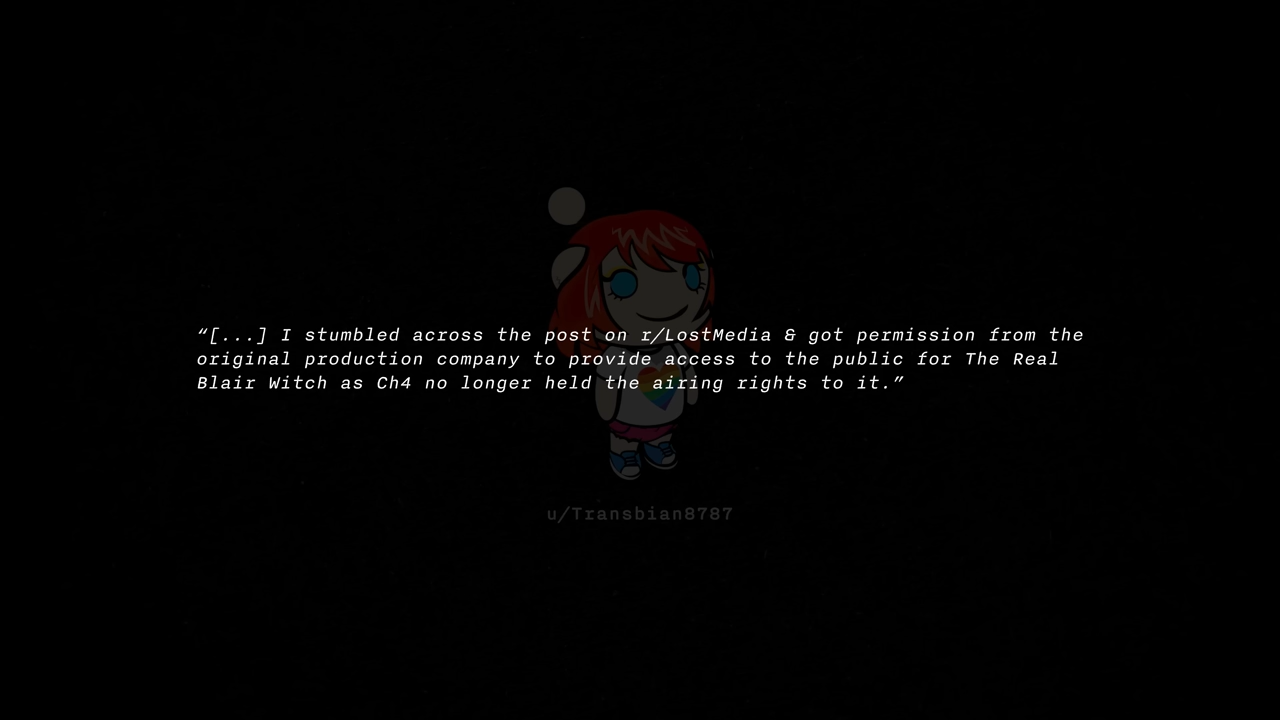 “[...] I stumbled across the post on r/LostMedia & got permission from the
original production company to provide access to the public for The Real
Blair Witch as Ch4 no longer held the airing rights to it.”
u/Transbian8787